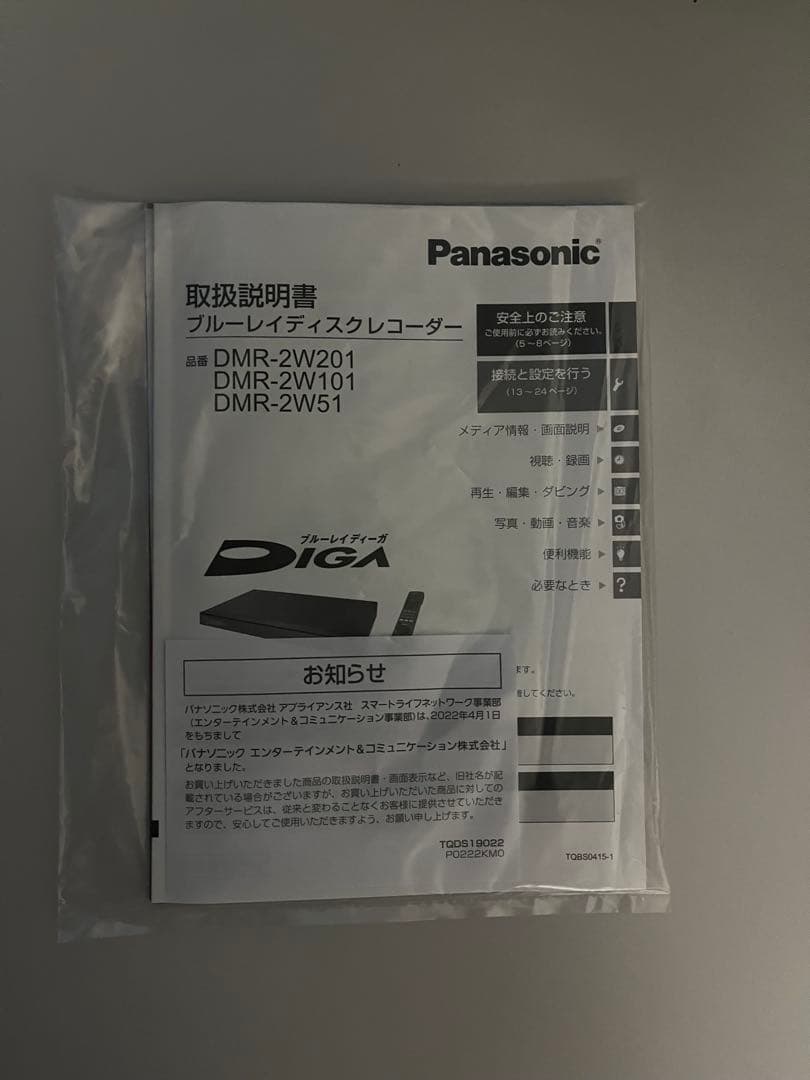 Panasonic®
取扱説明書
ブルーレイディスクレコーダー
品番 DMR-2W201
DMR-2W101
DMR-2W51
安全上のご注意
ご使用前に必ずお読みください。
(5～8ページ)
接続と設定を行う
(13～24ページ)
メディア情報・画面説明
視聴・録画
再生・編集・ダビング
写真・動画・音楽
便利機能
必要なとき
?
ブルーレイディーガ
DIGA
ます。
してください。
お知らせ
パナソニック株式会社 アプライアンス社 スマートライフネットワーク事業部
(エンターテインメント&コミュニケーション事業部)は、2022年4月1日
をもちまして
「パナソニック エンターテインメント&コミュニケーション株式会社」
となりました。
お買い上げいただきました商品の取扱説明書・画面表示など、旧社名が記
載されている場合がございますが、お買い上げいただいた商品に対しての
アフターサービスは、従来と変わることなくお客様に提供させていただき
ますので、安心してご使用いただきますよう、お願い申し上げます。
TQDS19022
P0222KM0
TQBS0415-1